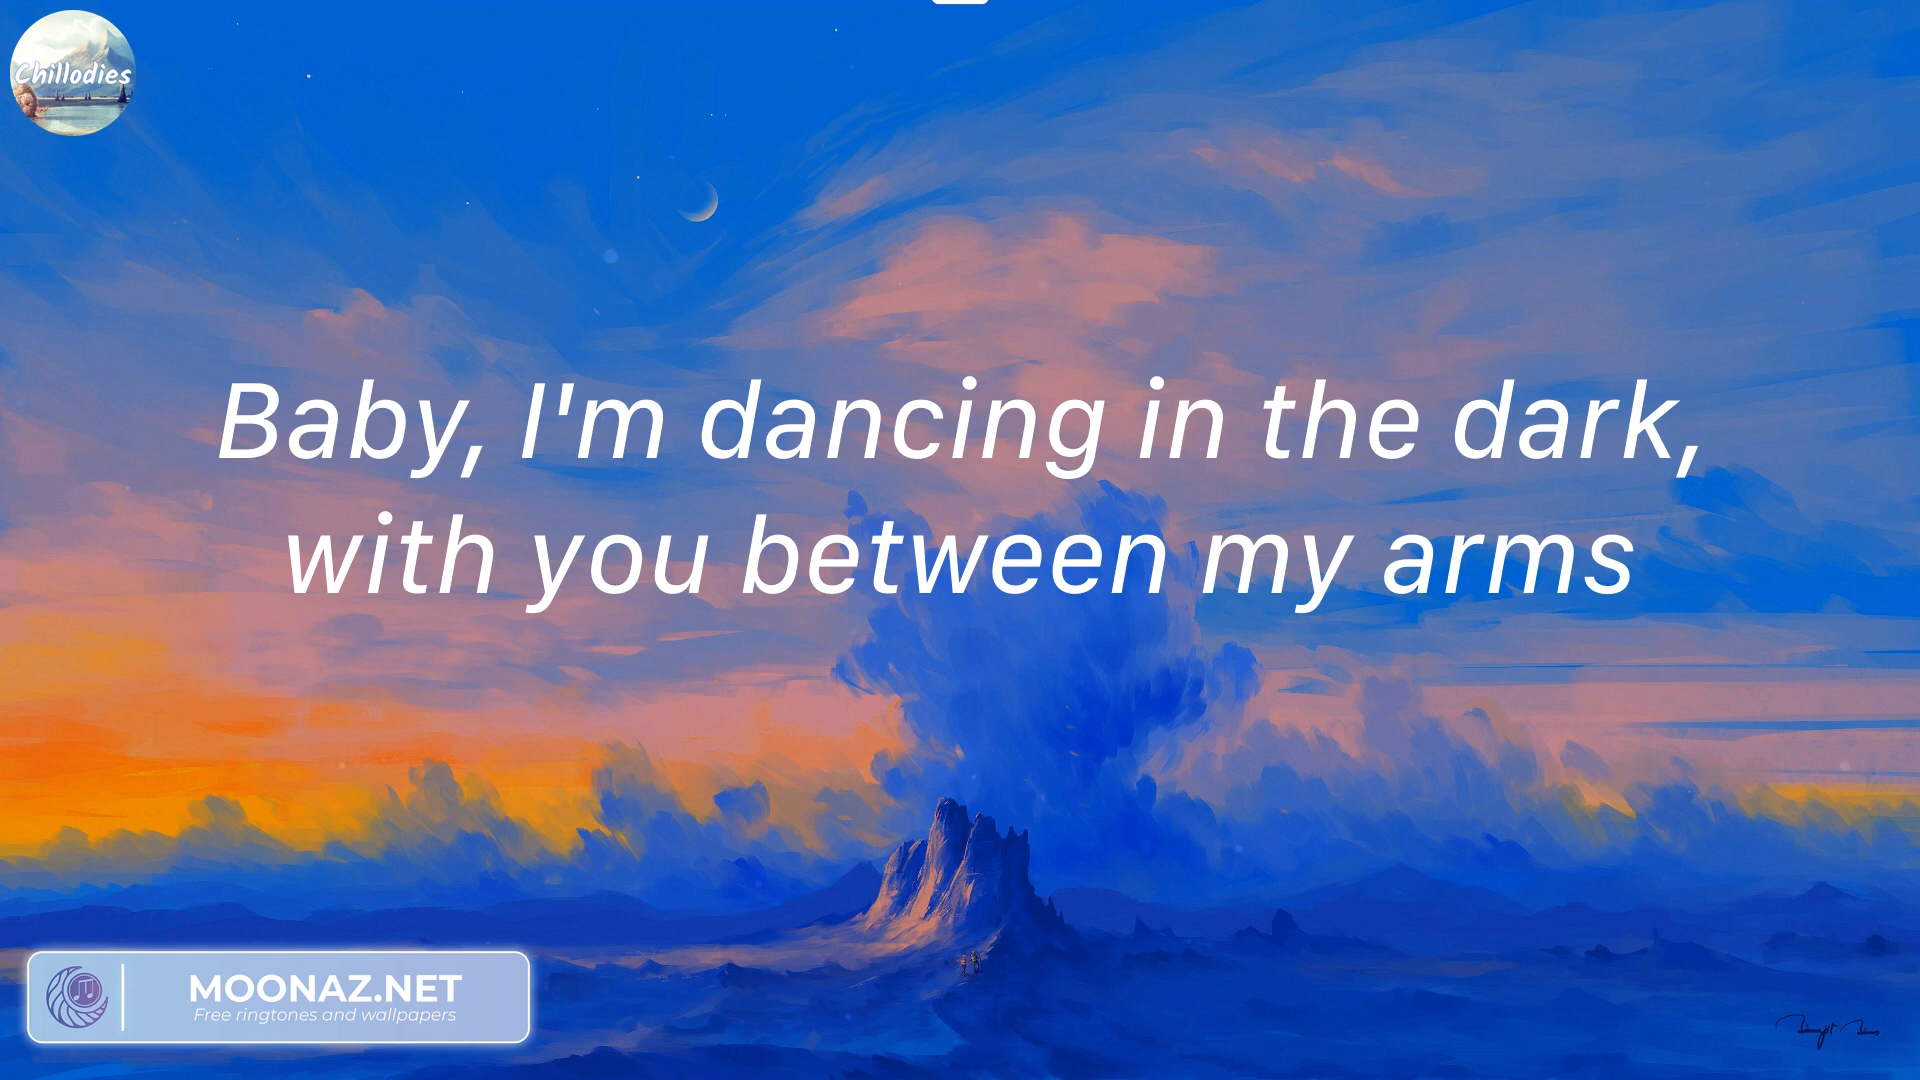 Chillodies
Baby, I'm dancing in the dark,
with you between my arms
MOONAZ.NET
Free ringtones and wallpapers